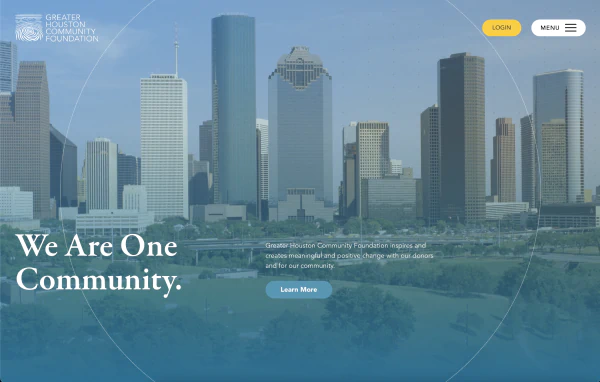 GREATER
HOUSTON
COMMUNITY
FOUNDATION
LOGIN
MENU
We Are One
Community.
Greater Houston Community Foundation inspires and
creates meaningful and positive change with our donors
and for our community.
Learn More